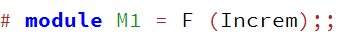 # module M1 = F (Increm);;